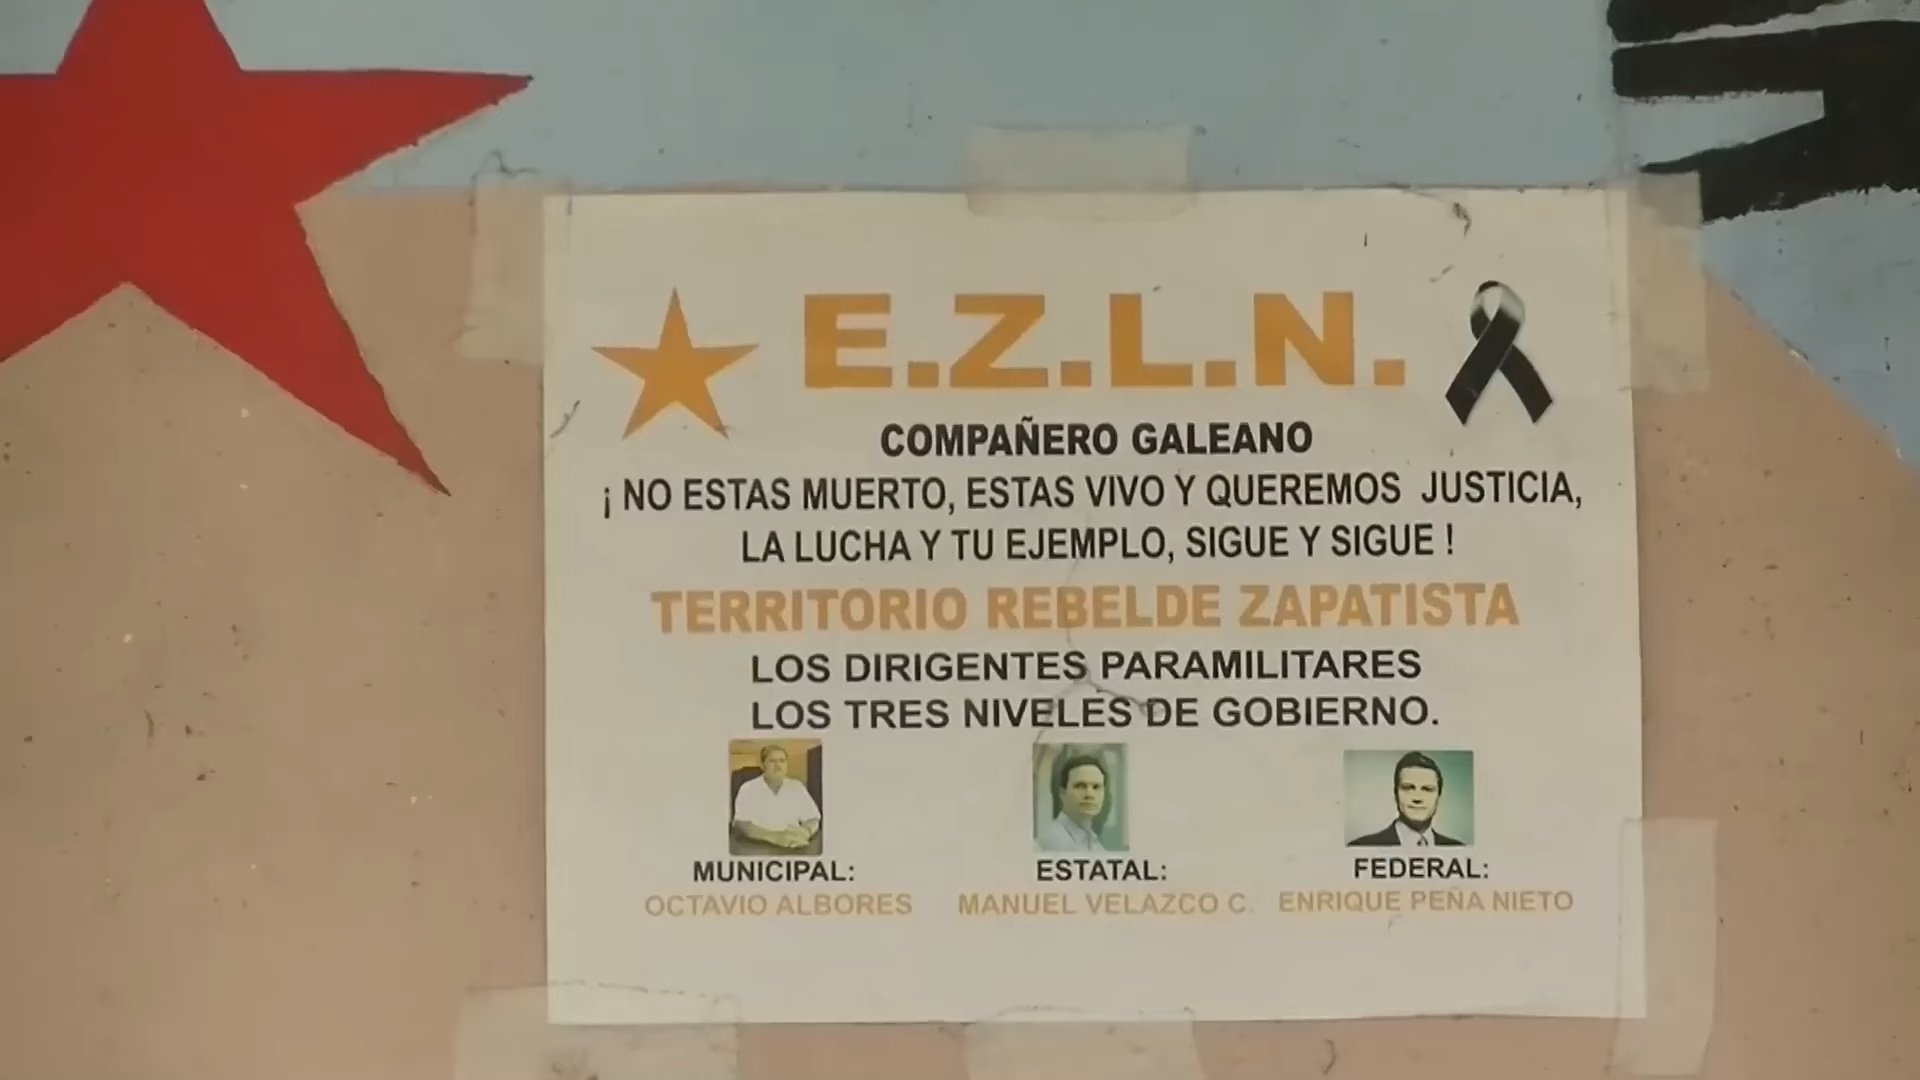 E.Z.L.N.
COMPAÑERO GALEANO
¡ NO ESTAS MUERTO, ESTAS VIVO Y QUEREMOS JUSTICIA,
LA LUCHA Y TU EJEMPLO, SIGUE Y SIGUE !
TERRITORIO REBELDE ZAPATISTA
LOS DIRIGENTES PARAMILITARES
LOS TRES NIVELES DE GOBIERNO.
MUNICIPAL: ESTATAL: FEDERAL:
OCTAVIO ALBORES MANUEL VELAZCO C. ENRIQUE PEÑA NIETO